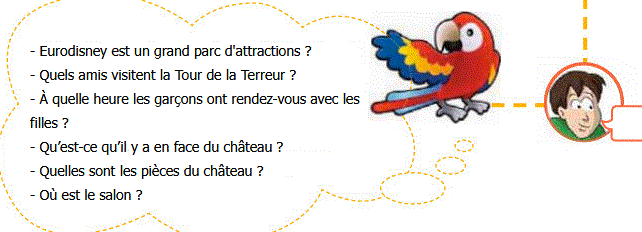 - Eurodisney est un grand parc d'attractions ?
- Quels amis visitent la Tour de la Terreur ?
- À quelle heure les garçons ont rendez-vous avec les
filles ?
- Qu'est-ce qu'il y a en face du château ?
- Quelles sont les pièces du château ?
- Où est le salon ?